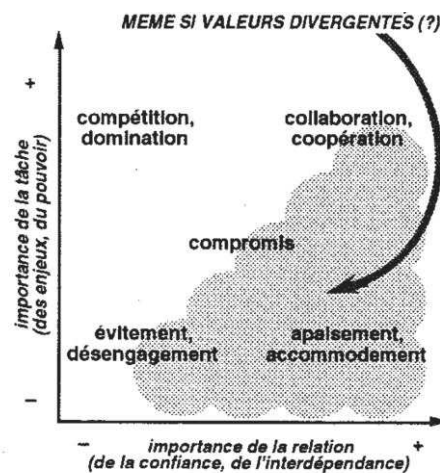 MEME SI VALEURS DIVERGENTES (?)
+
compétition,
domination
collaboration,
coopération
importance de la tâche
(des enjeux, du pouvoir)
compromis
évitement,
désengagement
apaisement,
accommodement
–
– importance de la relation +
(de la confiance, de l'interdépendance)